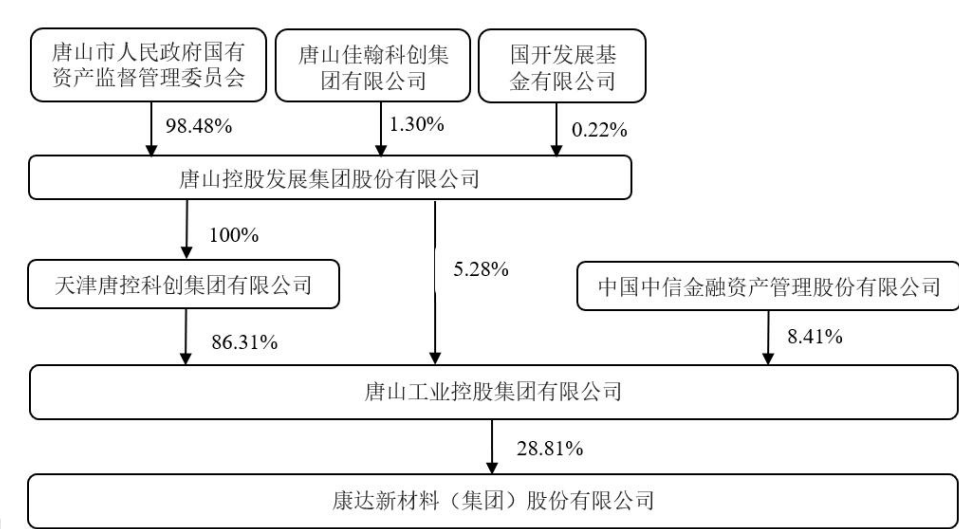 唐山市人民政府国有
资产监督管理委员会
唐山佳翰科创集
团有限公司
国开发展基
金有限公司
98.48%
1.30%
0.22%
唐山控股发展集团股份有限公司
100%
5.28%
天津唐控科创集团有限公司
中国中信金融资产管理股份有限公司
86.31%
8.41%
唐山工业控股集团有限公司
28.81%
康达新材料（集团）股份有限公司